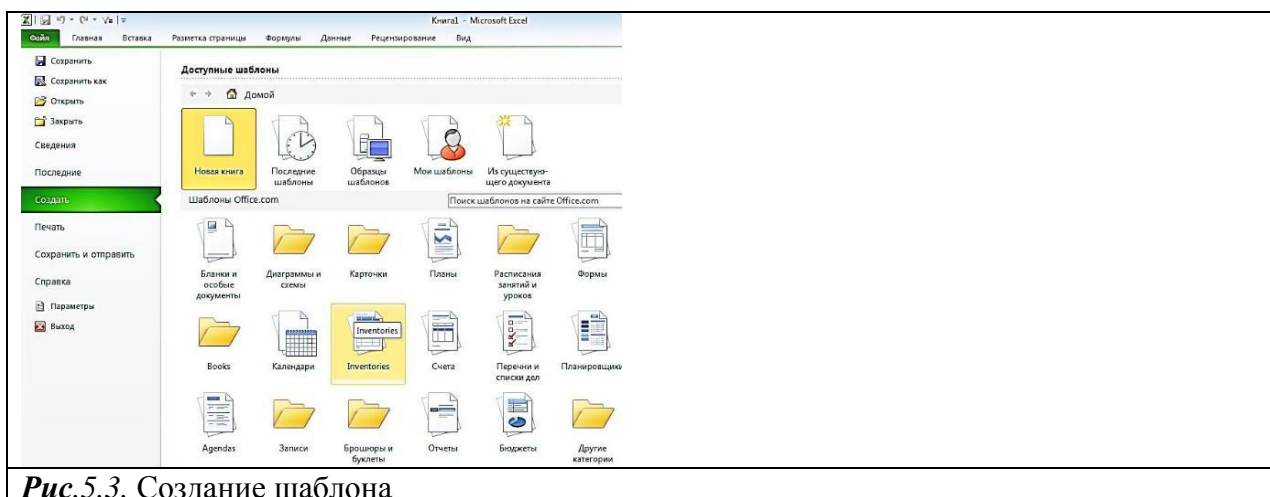 Книга1 - Microsoft Excel
Файл Главная Вставка Разметка страницы Формулы Данные Рецензирование Вид
Сохранить
Сохранить как
Открыть
Закрыть
Сведения
Последние
Создать
Печать
Сохранить и отправить
Справка
Параметры
Выход
Доступные шаблоны
Домой
Новая книга
Последние
шаблоны
Образцы
шаблонов
Мои шаблоны
Из существую-
щего документа
Шаблоны Office.com
Поиск шаблонов на сайте Office.com
Бланки и
особые
документы
Диаграммы и
схемы
Карточки
Планы
Расписания
занятий и
уроков
Формы
Books
Календари
Inventories
Inventories
Счета
Перечни и
списки дел
Планировщики
Agendas
Записи
Брошюры и
буклеты
Отчеты
Бюджеты
Другие
категории
Рис.5.3. Создание шаблона